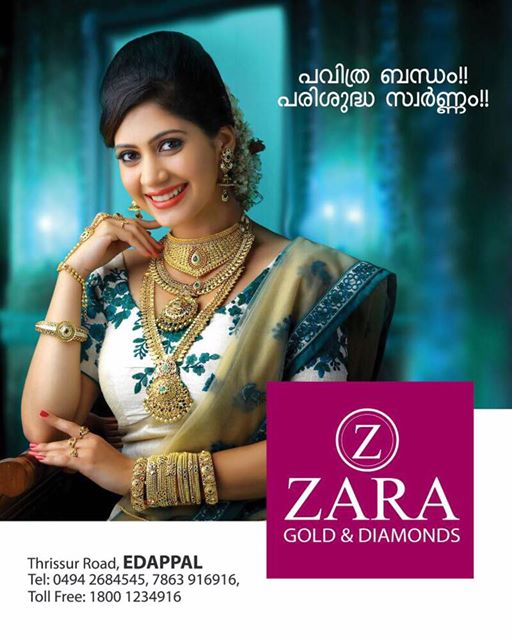 പവിത്ര ബന്ധം!!
പരിശുദ്ധ സ്വർണ്ണം!!
Z
ZARA
GOLD & DIAMONDS
Thrissur Road, EDAPPAL
Tel: 0494 2684545, 7863 916916,
Toll Free: 1800 1234916